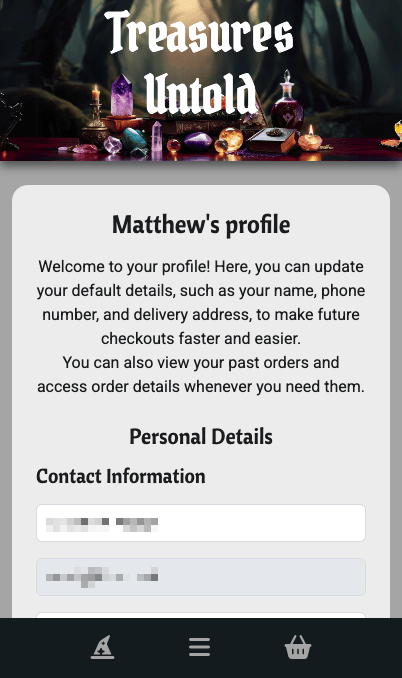 Treasures
Untold
Matthew's profile
Welcome to your profile! Here, you can update
your default details, such as your name, phone
number, and delivery address, to make future
checkouts faster and easier.
You can also view your past orders and
access order details whenever you need them.
Personal Details
Contact Information